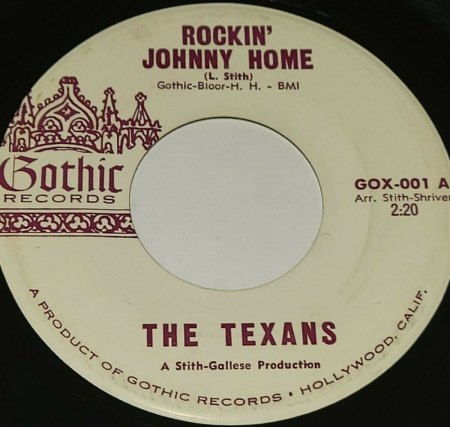 ROCKIN'
JOHNNY HOME
(L. Stith)
Gothic-Bloor-H. H. - BMI
Gothic
RECORDS
GOX-001 A
Arr. Stith-Shriver
2:20
THE TEXANS
A Stith-Gallese Production
A PRODUCT OF GOTHIC RECORDS • HOLLYWOOD, CALIF.